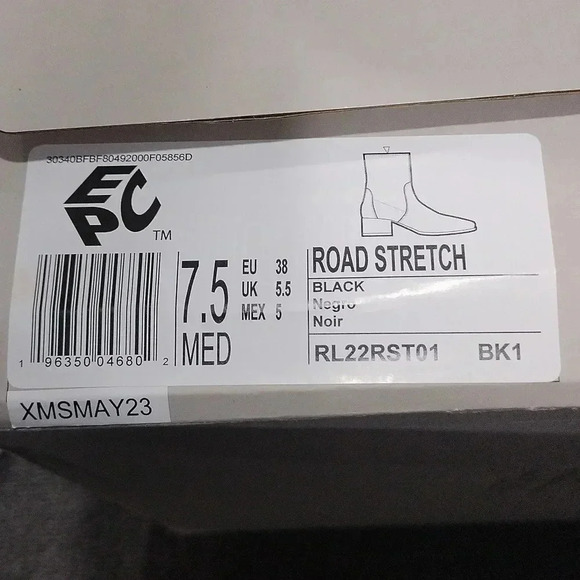 30340BFBF80492000F05856D
EPC TM
7.5 MED
EU 38
UK 5.5
MEX 5
ROAD STRETCH
BLACK
Negro
Noir
RL22RST01 BK1
1 96350 04680 2
XMSMAY23